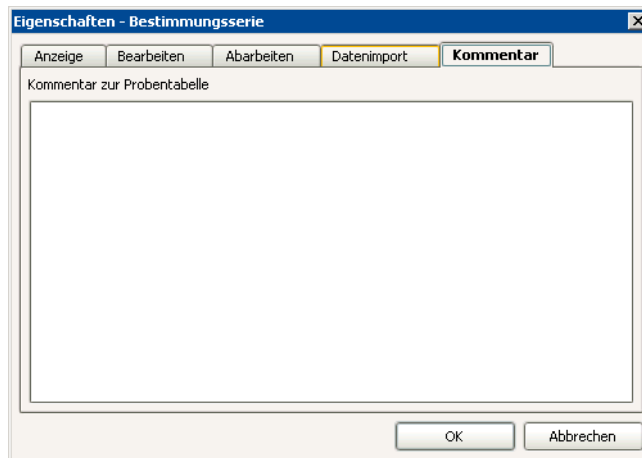 Eigenschaften - Bestimmungsserie
Anzeige Bearbeiten Abarbeiten Datenimport Kommentar
Kommentar zur Probentabelle
OK Abbrechen